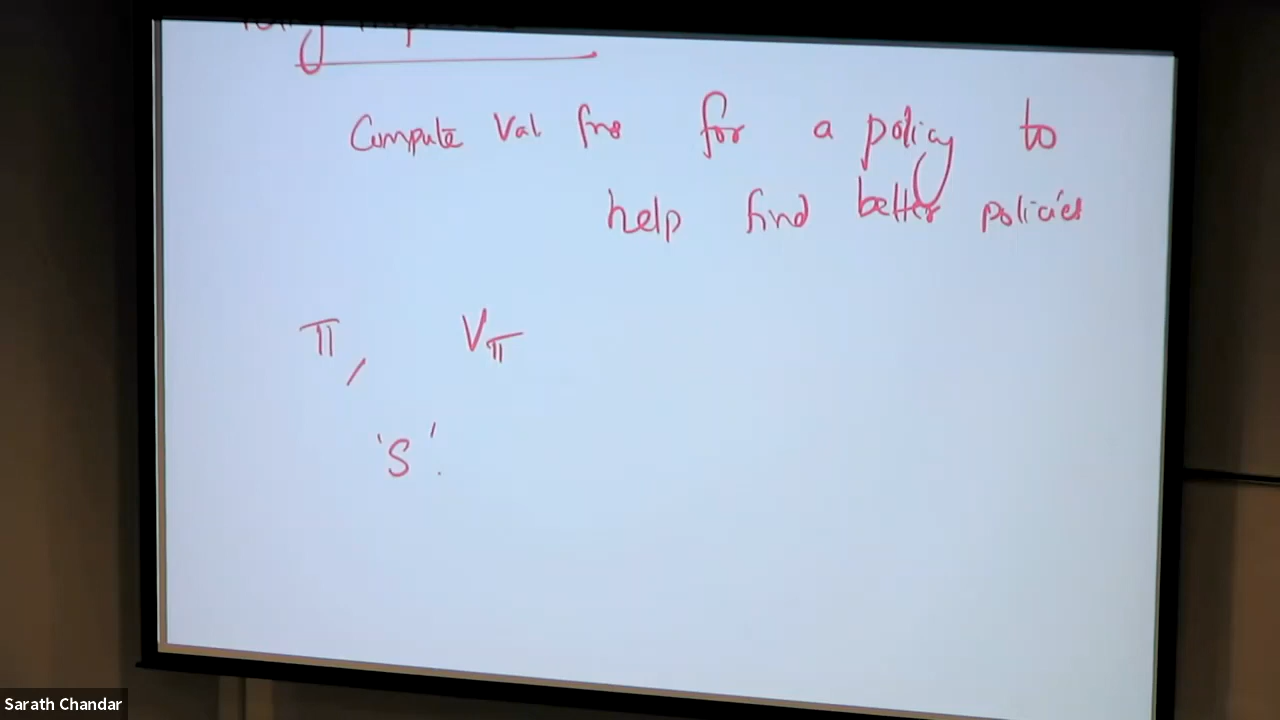 Compute Val fns for a policy to
help find better policies
π, Vπ
's'.
Sarath Chandar